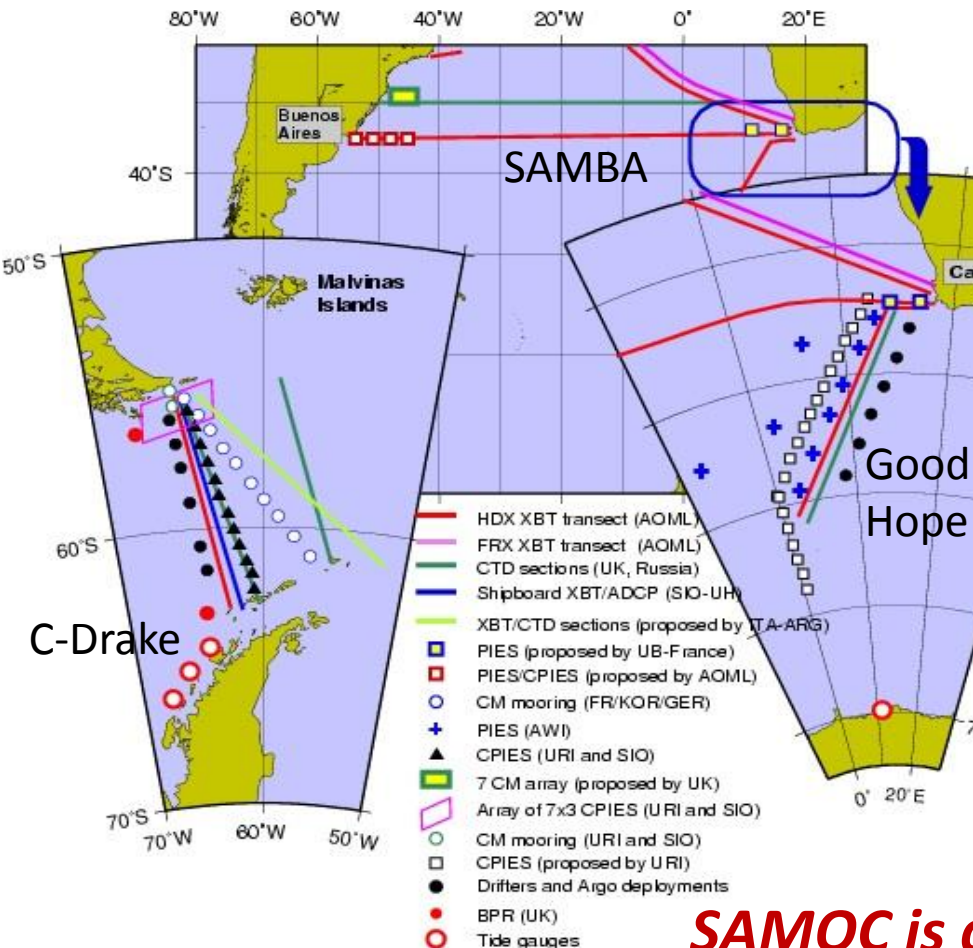 80°W 60°W 40°W 20°W 0° 20°E
Buenos
Aires
40°S
SAMBA
50°S
Malvinas
Islands
Ca
Good
Hope
60°S
C-Drake
HDX XBT transect (AOML)
FRX XBT transect (AOML)
CTD sections (UK, Russia)
Shipboard XBT/ADCP (SIO-UH)
XBT/CTD sections (proposed by ITA-ARG)
PIES (proposed by UB-France)
PIES/CPIES (proposed by AOML)
CM mooring (FR/KOR/GER)
PIES (AWI)
CPIES (URI and SIO)
7 CM array (proposed by UK)
Array of 7x3 CPIES (URI and SIO)
CM mooring (URI and SIO)
CPIES (proposed by URI)
Drifters and Argo deployments
BPR (UK)
Tide gauges
70°S
70°W 60°W 50°W
0° 20°E
SAMOC is